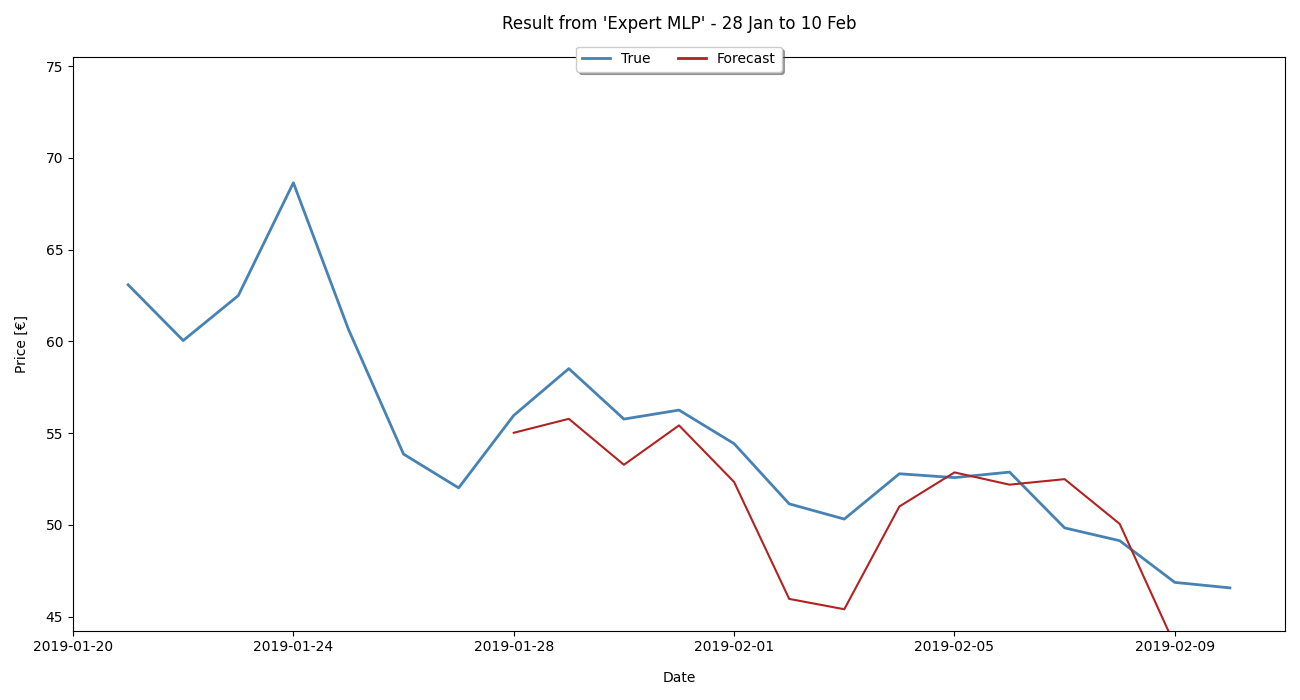 Result from 'Expert MLP' - 28 Jan to 10 Feb
True Forecast
75
70
65
60
55
50
45
Price [€]
2019-01-20 2019-01-24 2019-01-28 2019-02-01 2019-02-05 2019-02-09
Date